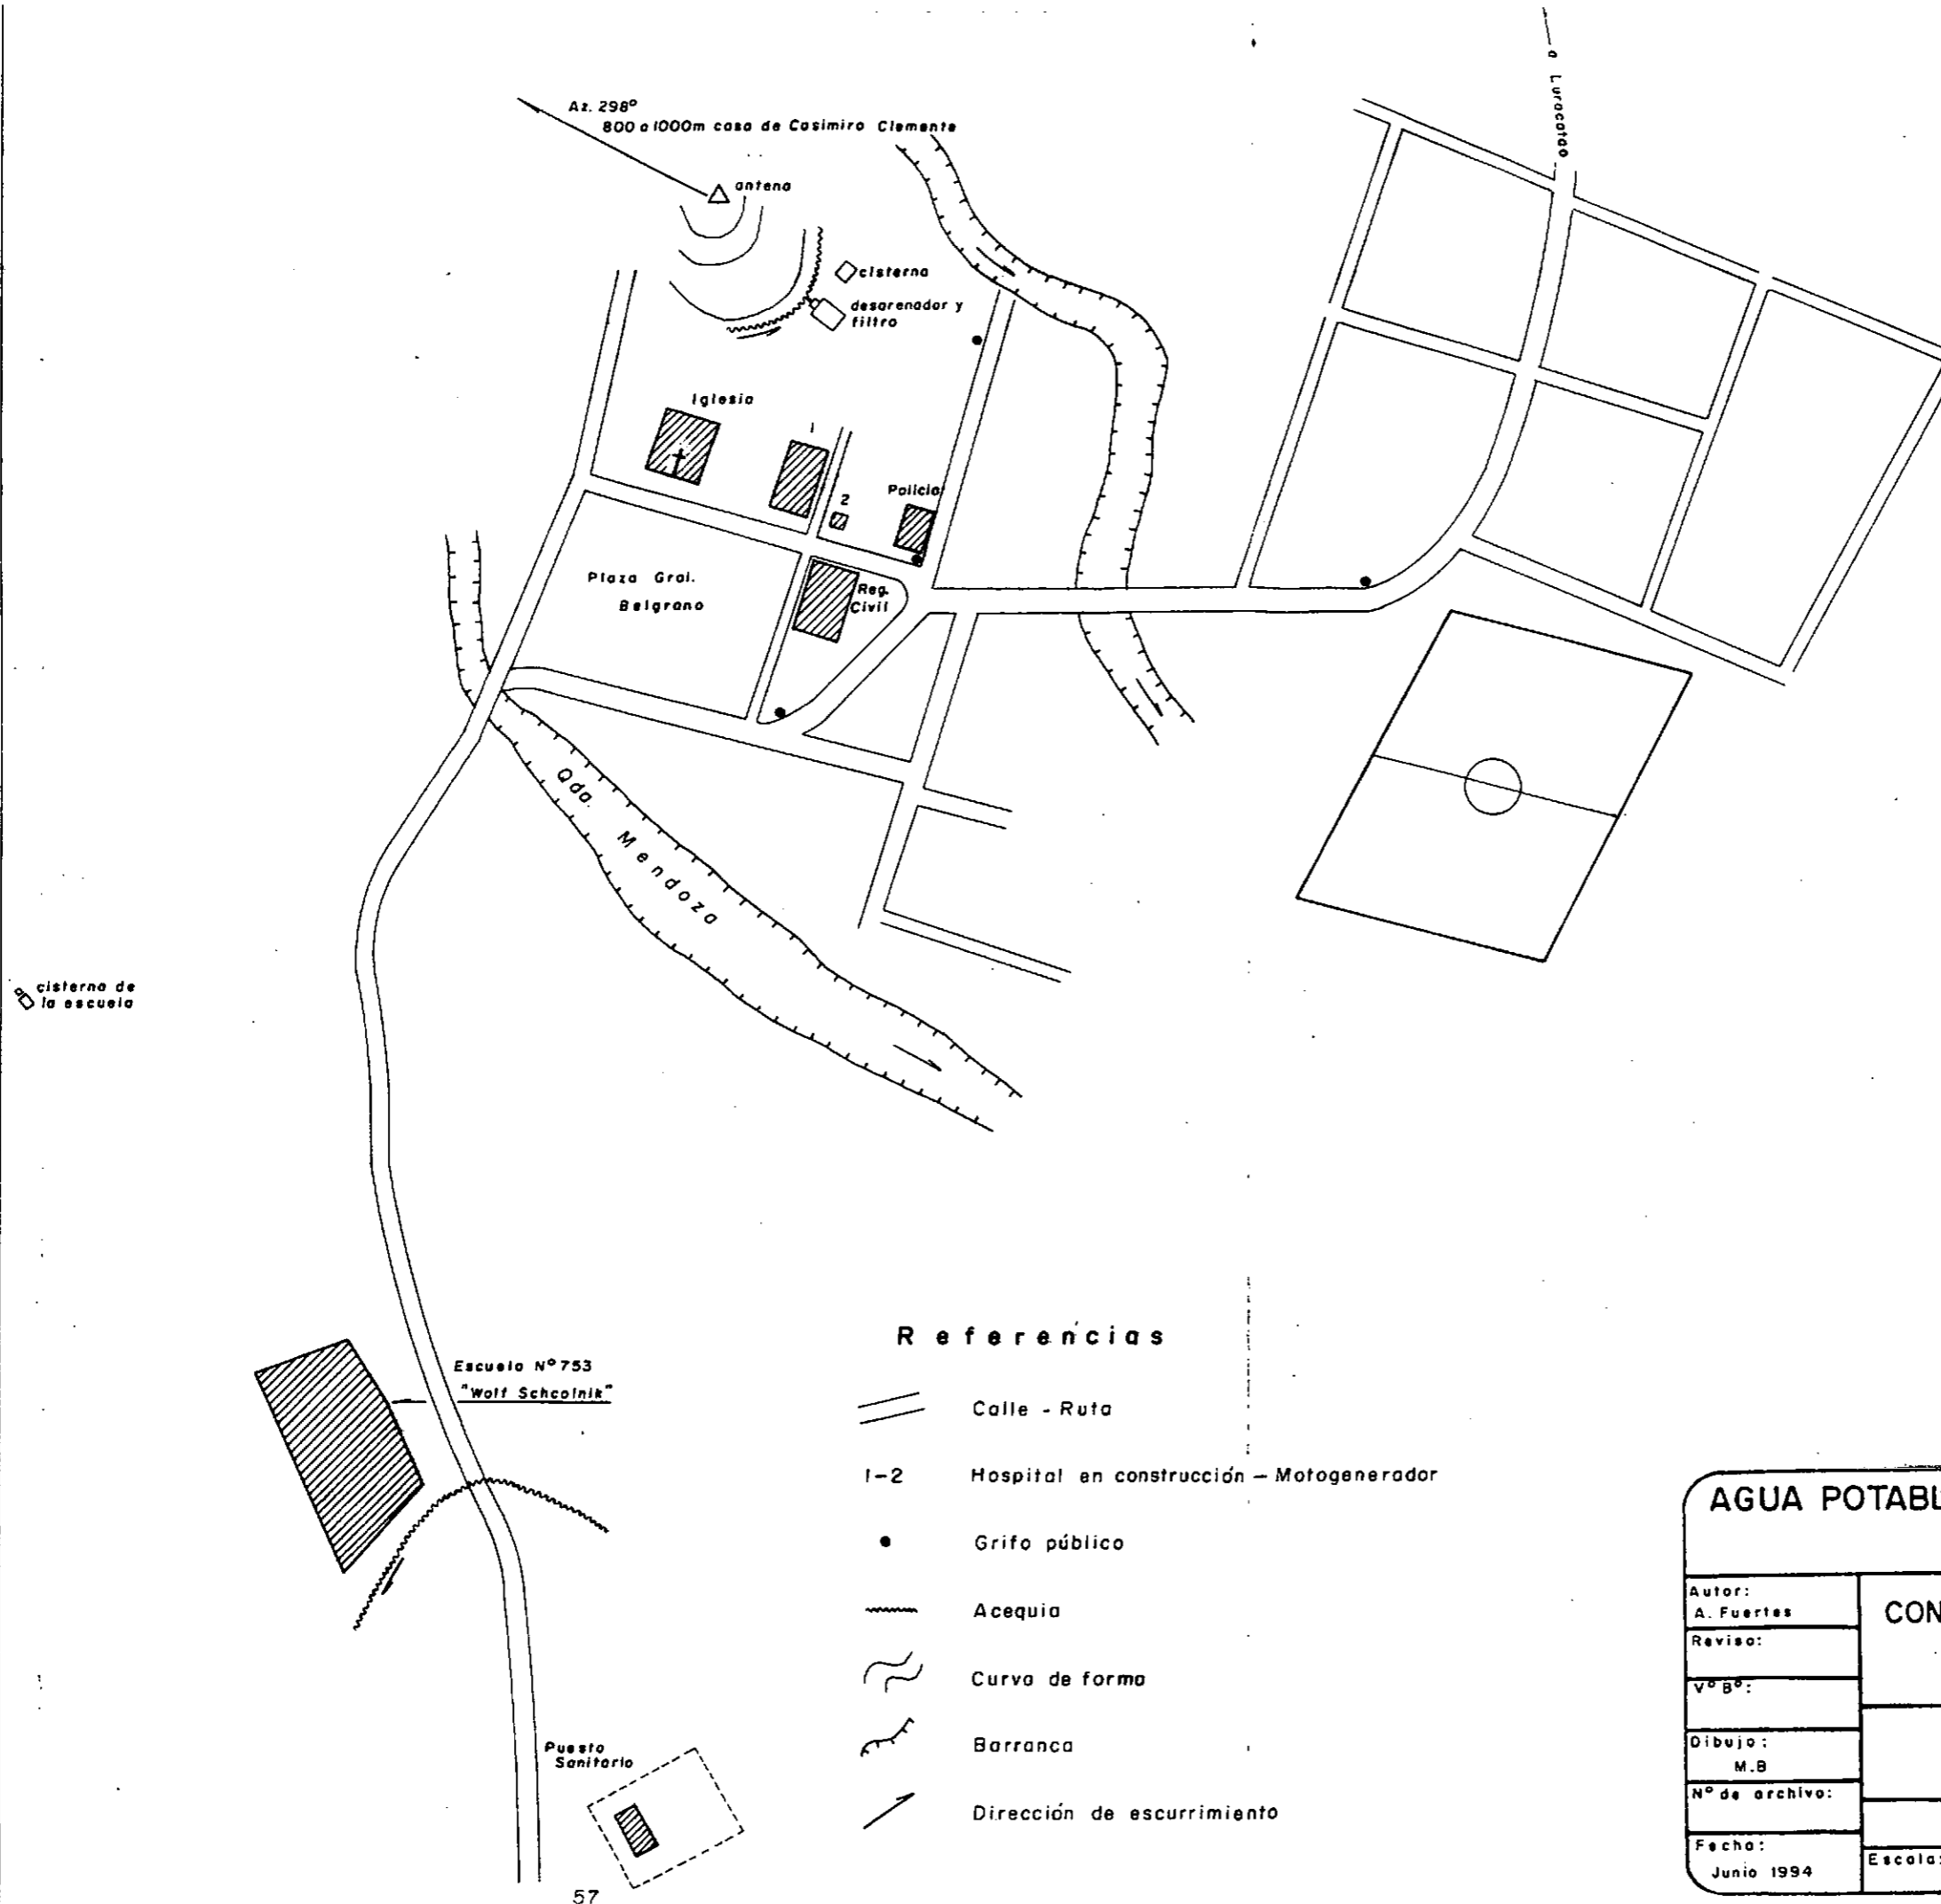 Az. 298°
800 a 1000m casa de Casimiro Clemente
a Luracatao
antena
cisterna
desarenador y
filtro
Iglesia
1
2
Policia
Plaza Gral.
Belgrano
Reg.
Civil
Qda. Mendoza
cisterna de
la escuela
Escuela N° 753
"Wolf Schcolnik"
Puesto
Sanitario
57
Referencias
Calle - Ruta
1-2 Hospital en construcción - Motogenerador
Grifo público
Acequia
Curva de forma
Barranca
Dirección de escurrimiento
AGUA POTABL
Autor:
A. Fuertes
CON
Reviso:
V° B°:
Dibujo:
M.B
N° de archivo:
Fecha:
Junio 1994
Escala: